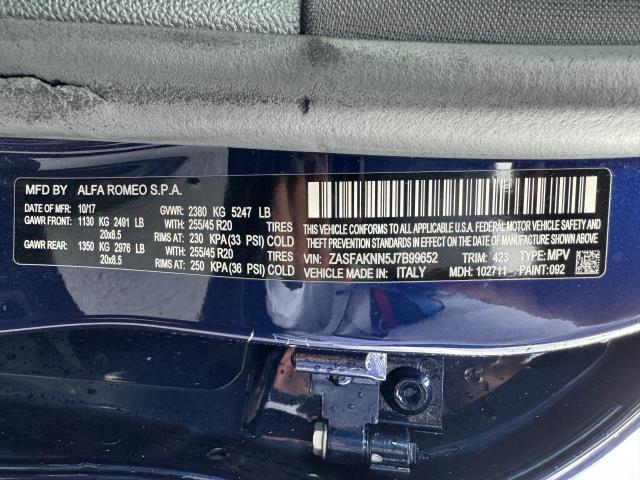 MFD BY ALFA ROMEO S.P.A.
DATE OF MFR: 10/17 GVWR: 2380 KG 5247 LB
GAWR FRONT: 1130 KG 2491 LB WITH: 255/45 R20 TIRES
20x8.5 RIMS AT: 230 KPA(33 PSI) COLD
GAWR REAR: 1350 KG 2976 LB WITH: 255/45 R20 TIRES
20x8.5 RIMS AT: 250 KPA(36 PSI) COLD
THIS VEHICLE CONFORMS TO ALL APPLICABLE U.S.A. FEDERAL MOTOR VEHICLE SAFETY AND
THEFT PREVENTION STANDARDS IN EFFECT ON THE DATE OF MANUFACTURE SHOWN ABOVE.
VIN: ZASFAKNN5J7B99652 TRIM: 423 TYPE: MPV
VEHICLE MADE IN: ITALY MDH: 102711 PAINT: 092